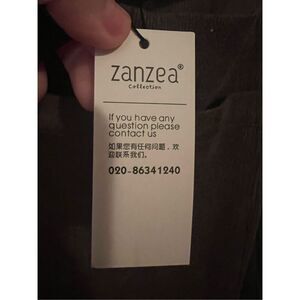 zanzea®
Collection
If you have any
question please
contact us
如果您有任何问题，欢
迎联系我们。
020-86341240